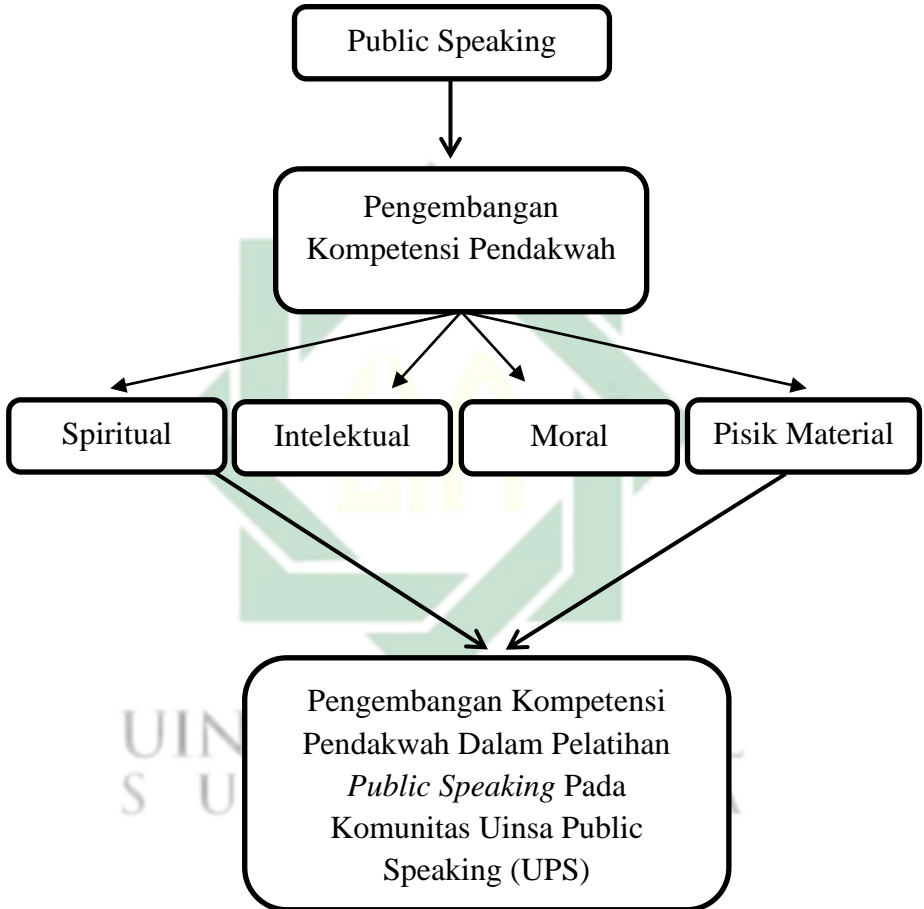 Public Speaking
Pengembangan
Kompetensi Pendakwah
Spiritual
Intelektual
Moral
Pisik Material
Pengembangan Kompetensi
Pendakwah Dalam Pelatihan
Public Speaking Pada
Komunitas Uinsa Public
Speaking (UPS)
UIN
S U